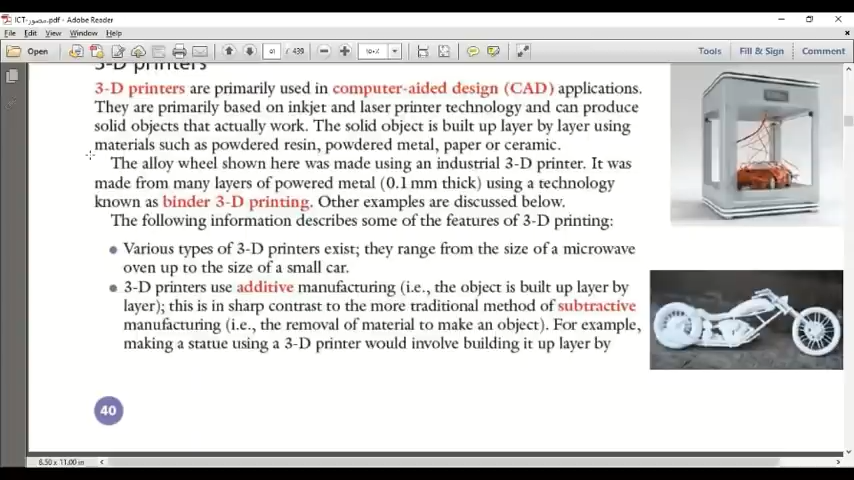 ICT-مصور.pdf - Adobe Reader
File Edit View Window Help
Open
/ 439
Tools Fill & Sign Comment
3-D printers
3-D printers are primarily used in computer-aided design (CAD) applications.
They are primarily based on inkjet and laser printer technology and can produce
solid objects that actually work. The solid object is built up layer by layer using
materials such as powdered resin, powdered metal, paper or ceramic.
The alloy wheel shown here was made using an industrial 3-D printer. It was
made from many layers of powered metal (0.1 mm thick) using a technology
known as binder 3-D printing. Other examples are discussed below.
The following information describes some of the features of 3-D printing:
● Various types of 3-D printers exist; they range from the size of a microwave
oven up to the size of a small car.
● 3-D printers use additive manufacturing (i.e., the object is built up layer by
layer); this is in sharp contrast to the more traditional method of subtractive
manufacturing (i.e., the removal of material to make an object). For example,
making a statue using a 3-D printer would involve building it up layer by
40
8.50 x 11.00 in